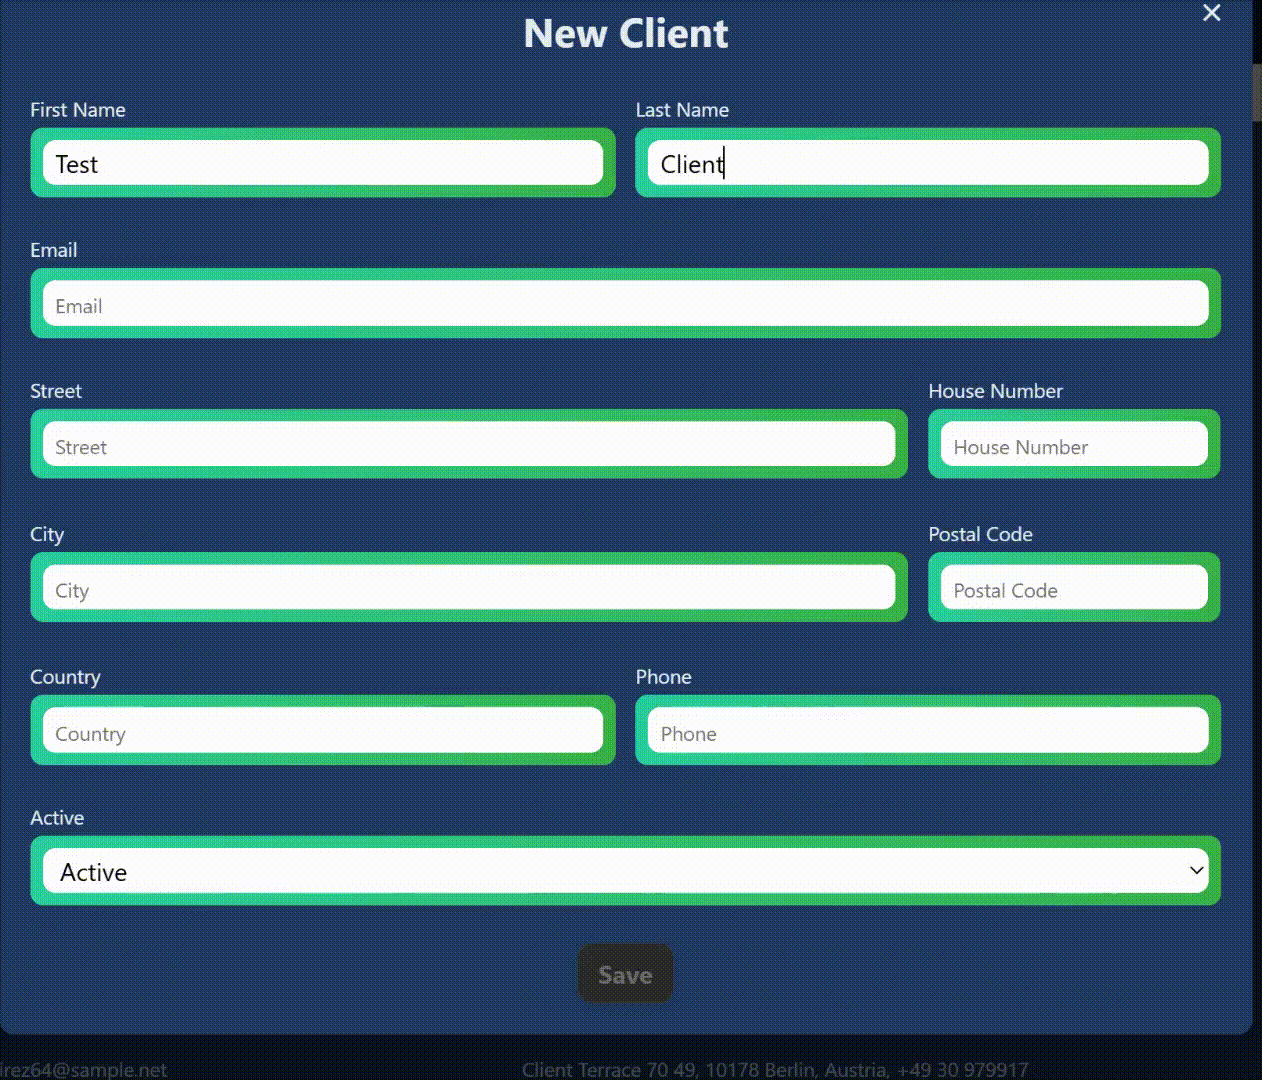 New Client
First Name
Last Name
Test
Client
Email
Email
Street
House Number
Street
House Number
City
Postal Code
City
Postal Code
Country
Phone
Country
Phone
Active
Active
Save
irez64@sample.net
Client Terrace 70 49, 10178 Berlin, Austria, +49 30 979917